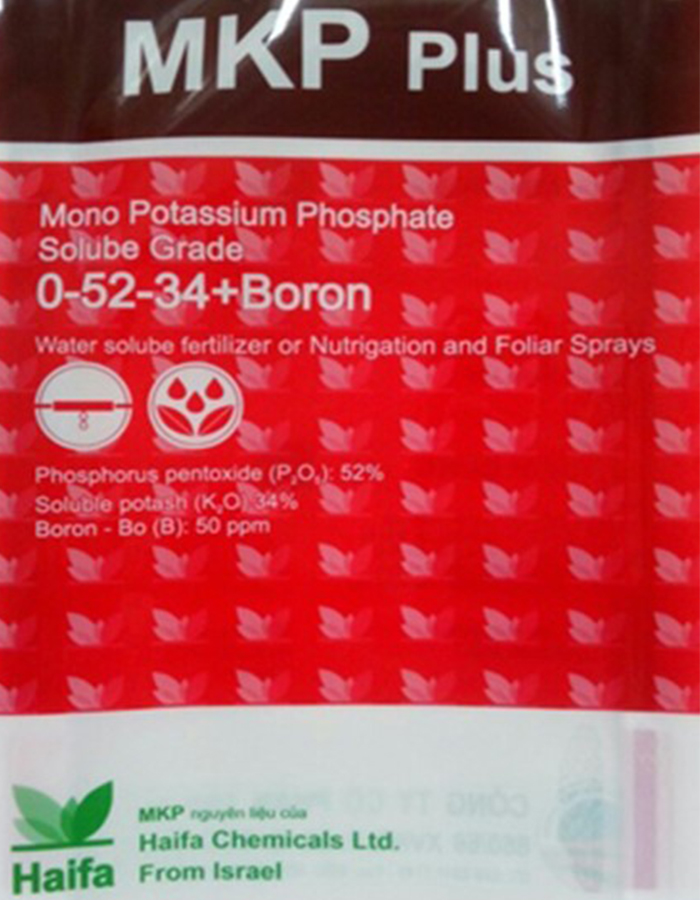 MKP Plus
Mono Potassium Phosphate
Solube Grade
0-52-34+Boron
Water solube fertilizer or Nutrigation and Foliar Sprays
Phosphorus pentoxide (P₂O₅): 52%
Soluble potash (K₂O) 34%
Boron - Bo (B): 50 ppm
MKP nguyên liệu của
Haifa Chemicals Ltd.
From Israel
Haifa